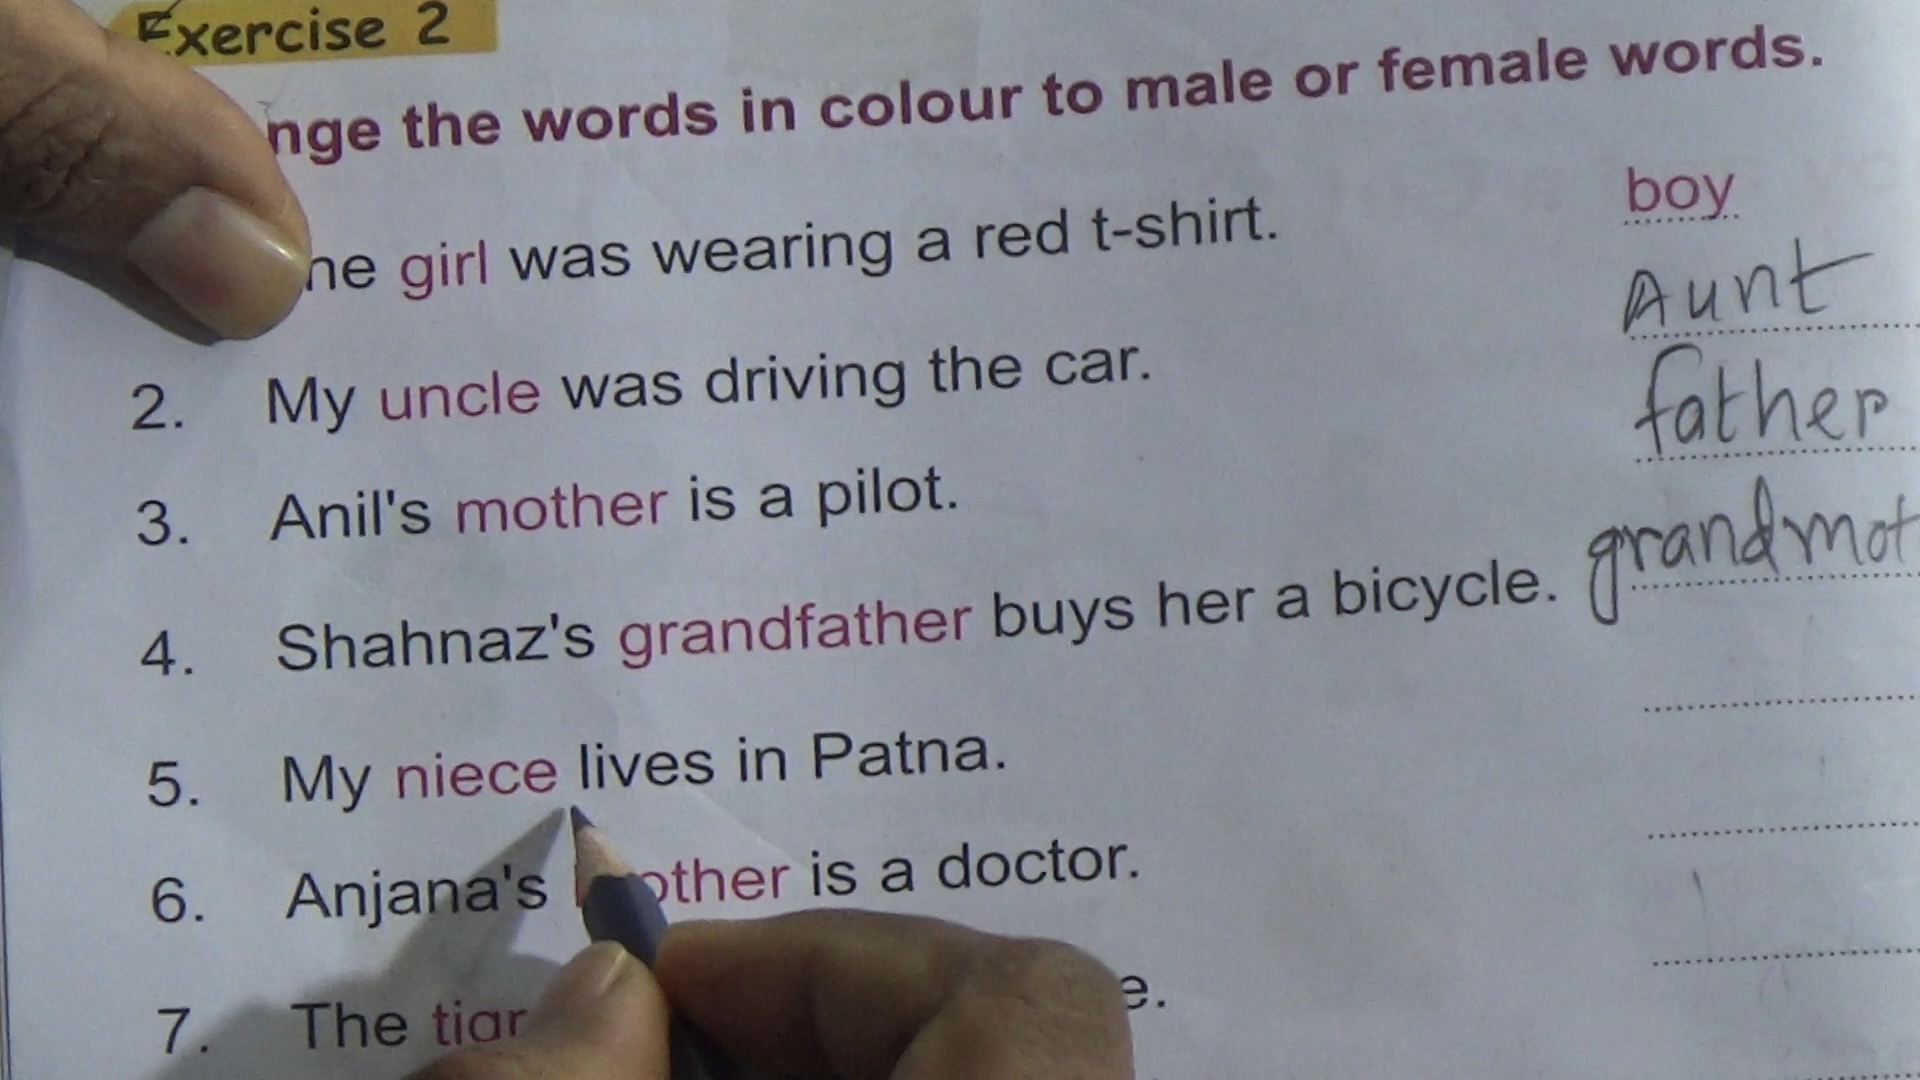 Exercise 2
nge the words in colour to male or female words.
he girl was wearing a red t-shirt. boy
2. My uncle was driving the car. Aunt
3. Anil's mother is a pilot. father
4. Shahnaz's grandfather buys her a bicycle. grandmot
5. My niece lives in Patna.
6. Anjana's other is a doctor.
7. The tigr e.